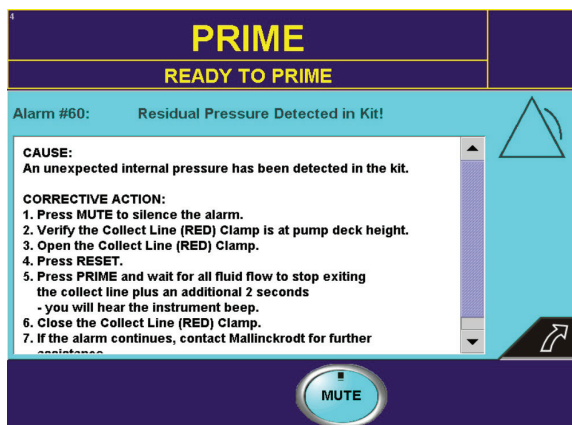 4
PRIME
READY TO PRIME
Alarm #60: Residual Pressure Detected in Kit!
CAUSE:
An unexpected internal pressure has been detected in the kit.
CORRECTIVE ACTION:
1. Press MUTE to silence the alarm.
2. Verify the Collect Line (RED) Clamp is at pump deck height.
3. Open the Collect Line (RED) Clamp.
4. Press RESET.
5. Press PRIME and wait for all fluid flow to stop exiting
the collect line plus an additional 2 seconds
- you will hear the instrument beep.
6. Close the Collect Line (RED) Clamp.
7. If the alarm continues, contact Mallinckrodt for further
MUTE